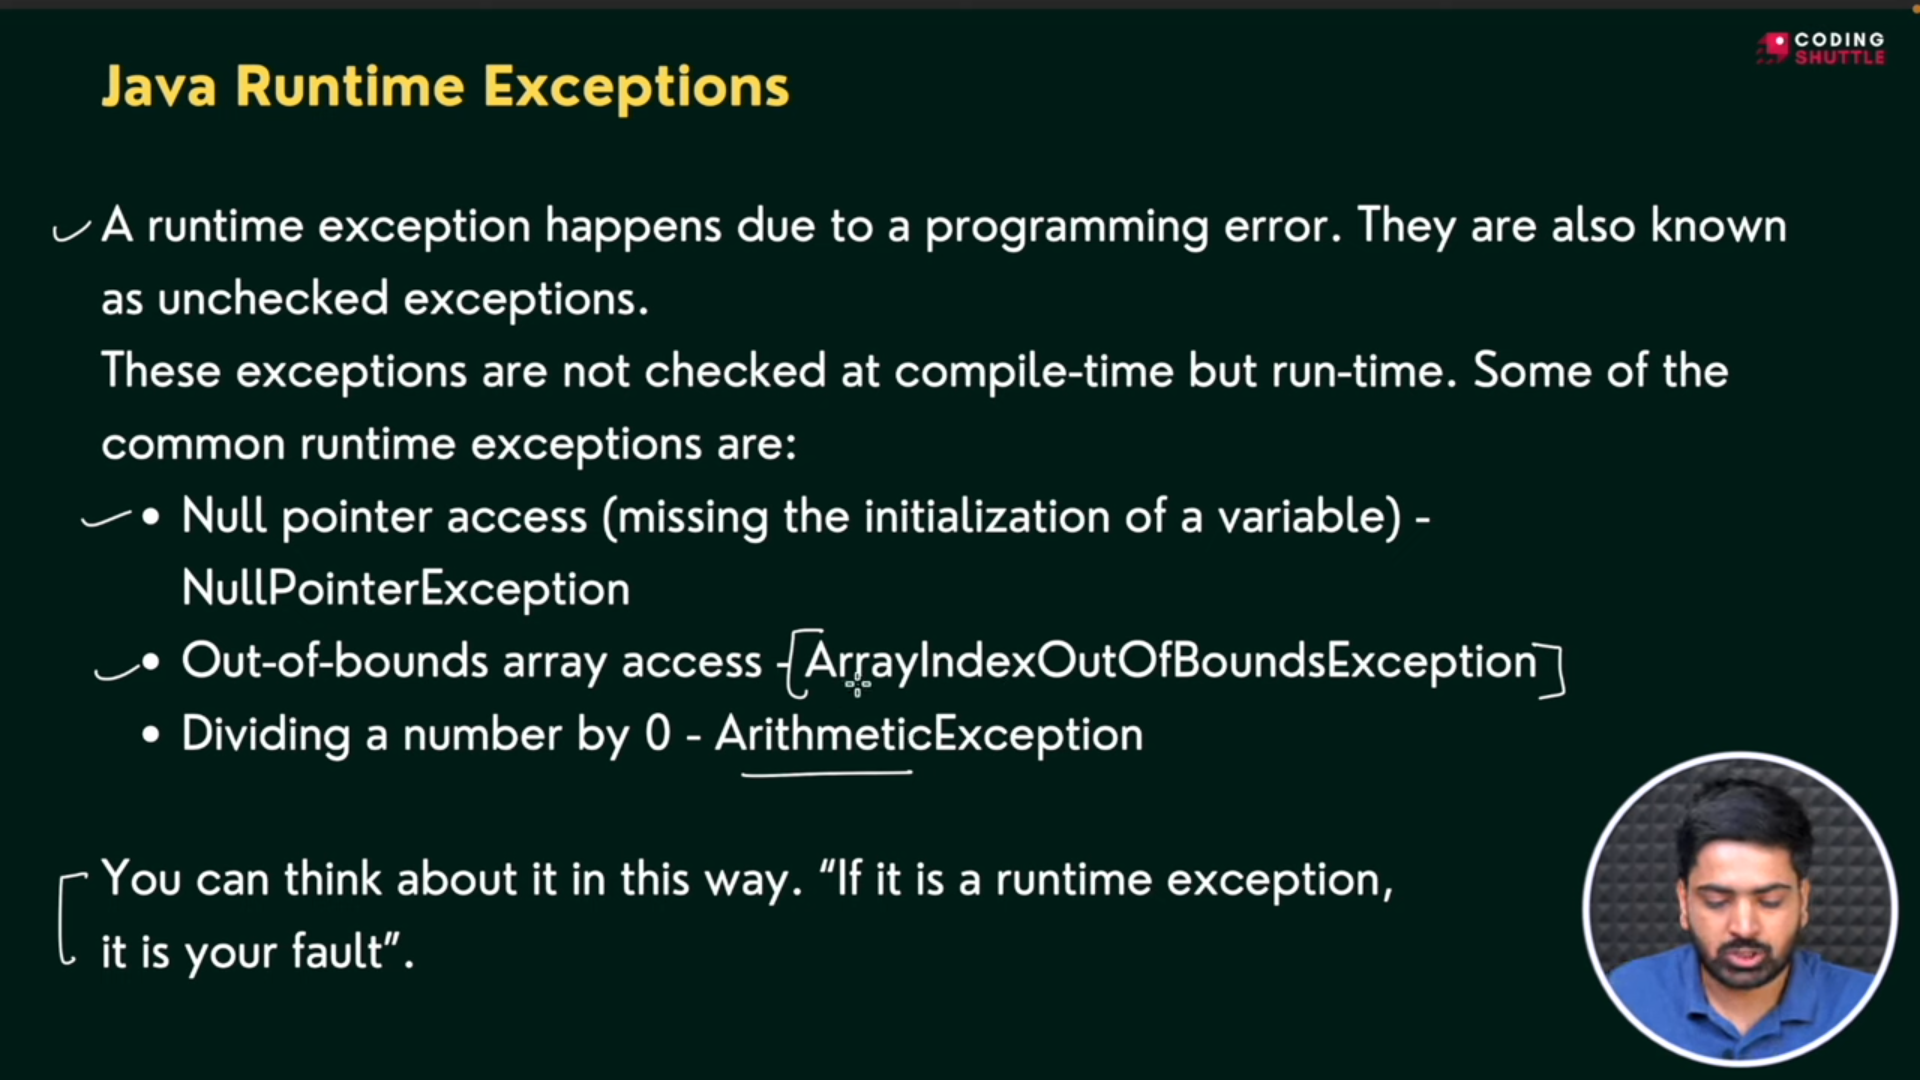 CODING
SHUTTLE
Java Runtime Exceptions
A runtime exception happens due to a programming error. They are also known
as unchecked exceptions.
These exceptions are not checked at compile-time but run-time. Some of the
common runtime exceptions are:
• Null pointer access (missing the initialization of a variable) -
NullPointerException
• Out-of-bounds array access - ArrayIndexOutOfBoundsException
• Dividing a number by 0 - ArithmeticException
You can think about it in this way. “If it is a runtime exception,
it is your fault”.